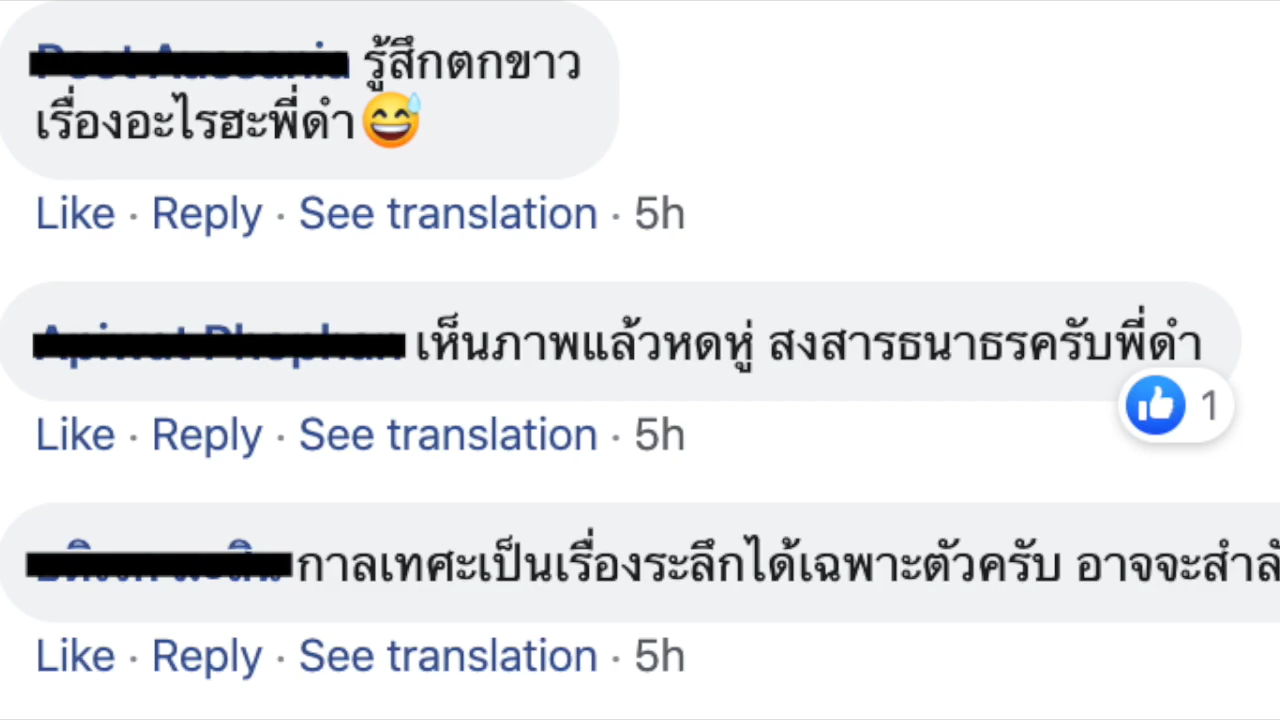 รู้สึกตกขาว
เรื่องอะไรฮะพี่ดำ😅
Like · Reply · See translation · 5h
เห็นภาพแล้วหดหู่ สงสารธนาธรครับพี่ดำ
1
Like · Reply · See translation · 5h
กาลเทศะเป็นเรื่องระลึกได้เฉพาะตัวครับ อาจจะสำลั
Like · Reply · See translation · 5h